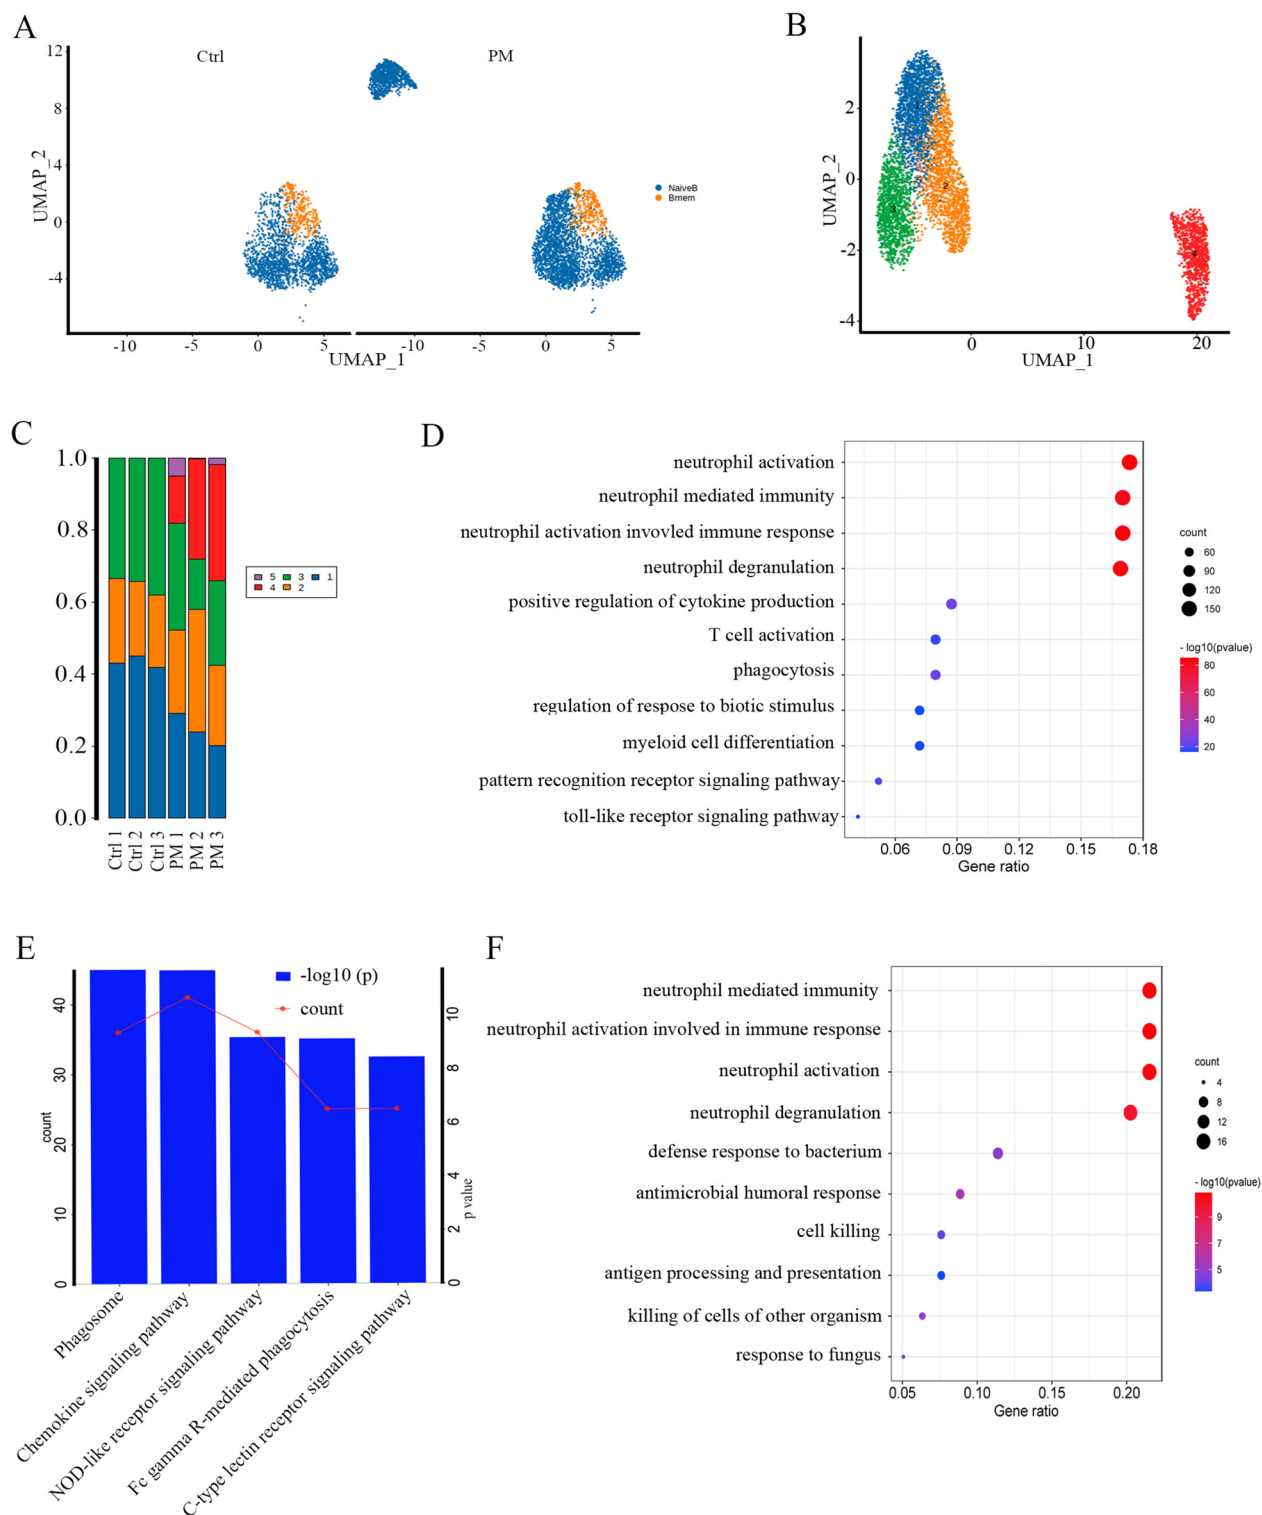 A
Ctrl
PM
12
8
4
0
-4
UMAP_2
-10
-5
0
5
-10
-5
0
5
UMAP_1
NaiveB
Bmem
B
2
0
-2
-4
UMAP_2
1
5
2
3
4
0
10
20
UMAP_1
C
1.0
0.8
0.6
0.4
0.2
0.0
Ctrl 1
Ctrl 2
Ctrl 3
PM 1
PM 2
PM 3
5 3 1
4 2
D
neutrophil activation
neutrophil mediated immunity
neutrophil activation invovled immune response
neutrophil degranulation
positive regulation of cytokine production
T cell activation
phagocytosis
regulation of respose to biotic stimulus
myeloid cell differentiation
pattern recognition receptor signaling pathway
toll-like receptor signaling pathway
0.06
0.09
0.12
0.15
0.18
Gene ratio
count
60
90
120
150
- log10(pvalue)
80
60
40
20
E
-log10 (p)
count
40
30
20
10
0
count
10
8
6
4
2
0
p value
Phagosome
Chemokine signaling pathway
NOD-like receptor signaling pathway
Fc gamma R-mediated phagocytosis
C-type lectin receptor signaling pathway
F
neutrophil mediated immunity
neutrophil activation involved in immune response
neutrophil activation
neutrophil degranulation
defense response to bacterium
antimicrobial humoral response
cell killing
antigen processing and presentation
killing of cells of other organism
response to fungus
0.05
0.10
0.15
0.20
Gene ratio
count
4
8
12
16
- log10(pvalue)
9
7
5